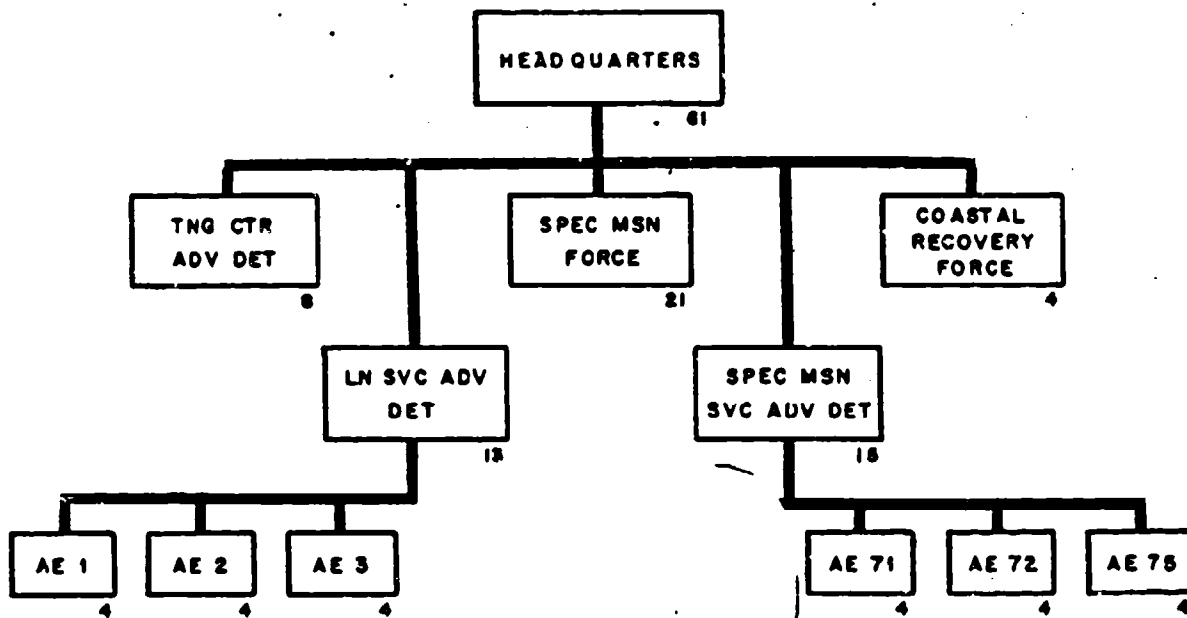 HEADQUARTERS
61
TNG CTR
ADV DET
SPEC MSN
FORCE
21
COASTAL
RECOVERY
FORCE
4
LN SVC ADV
DET
13
SPEC MSN
SVC ADV DET
AE 1
4
AE 2
4
AE 3
4
AE 71
4
AE 72
4
AE 75
4